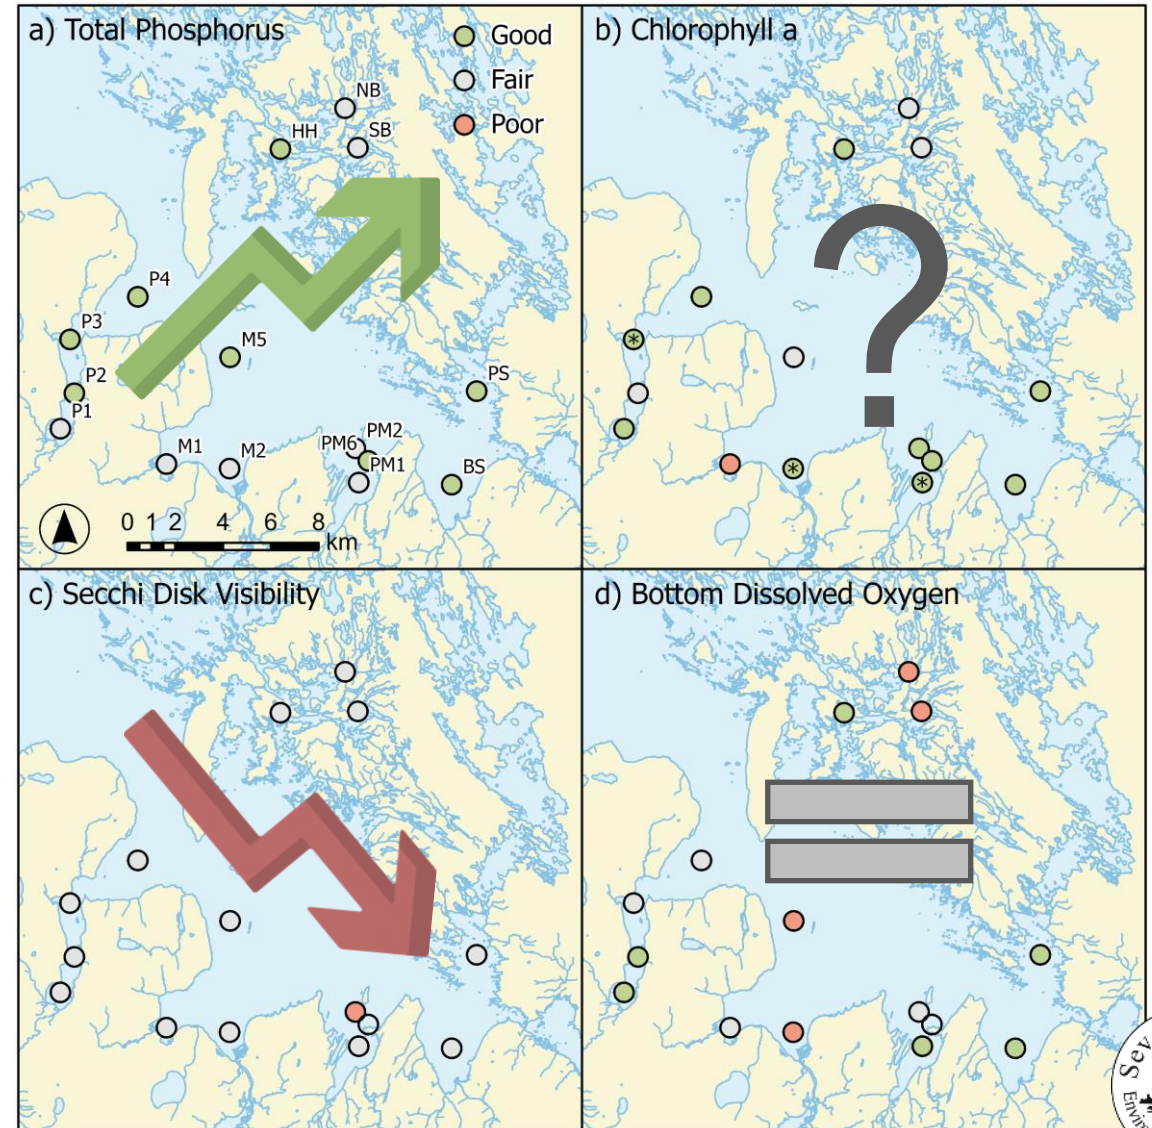 a) Total Phosphorus
Good
Fair
Poor
NB
HH
SB
P4
P3
M5
P2
PS
P1
M1
M2
PM6
PM2
PM1
BS
0 1 2 4 6 8
km
b) Chlorophyll a
?
*
*
*
c) Secchi Disk Visibility
d) Bottom Dissolved Oxygen